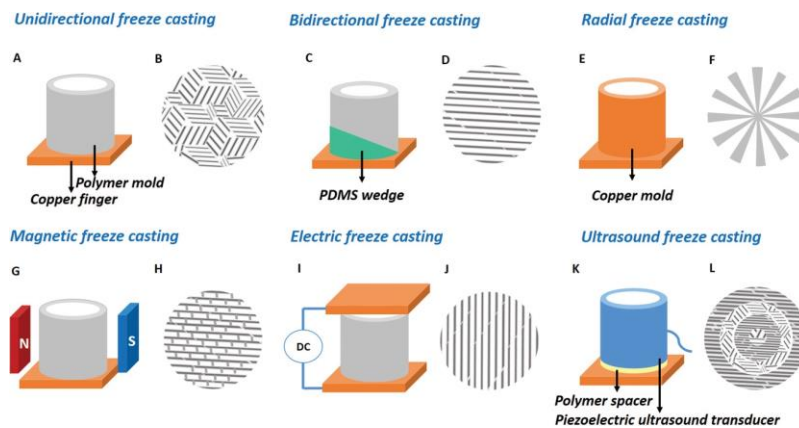 Unidirectional freeze casting
Bidirectional freeze casting
Radial freeze casting
A
B
C
D
E
F
Polymer mold
Copper finger
PDMS wedge
Copper mold
Magnetic freeze casting
Electric freeze casting
Ultrasound freeze casting
G
H
I
J
K
L
N
S
DC
Polymer spacer
Piezoelectric ultrasound transducer